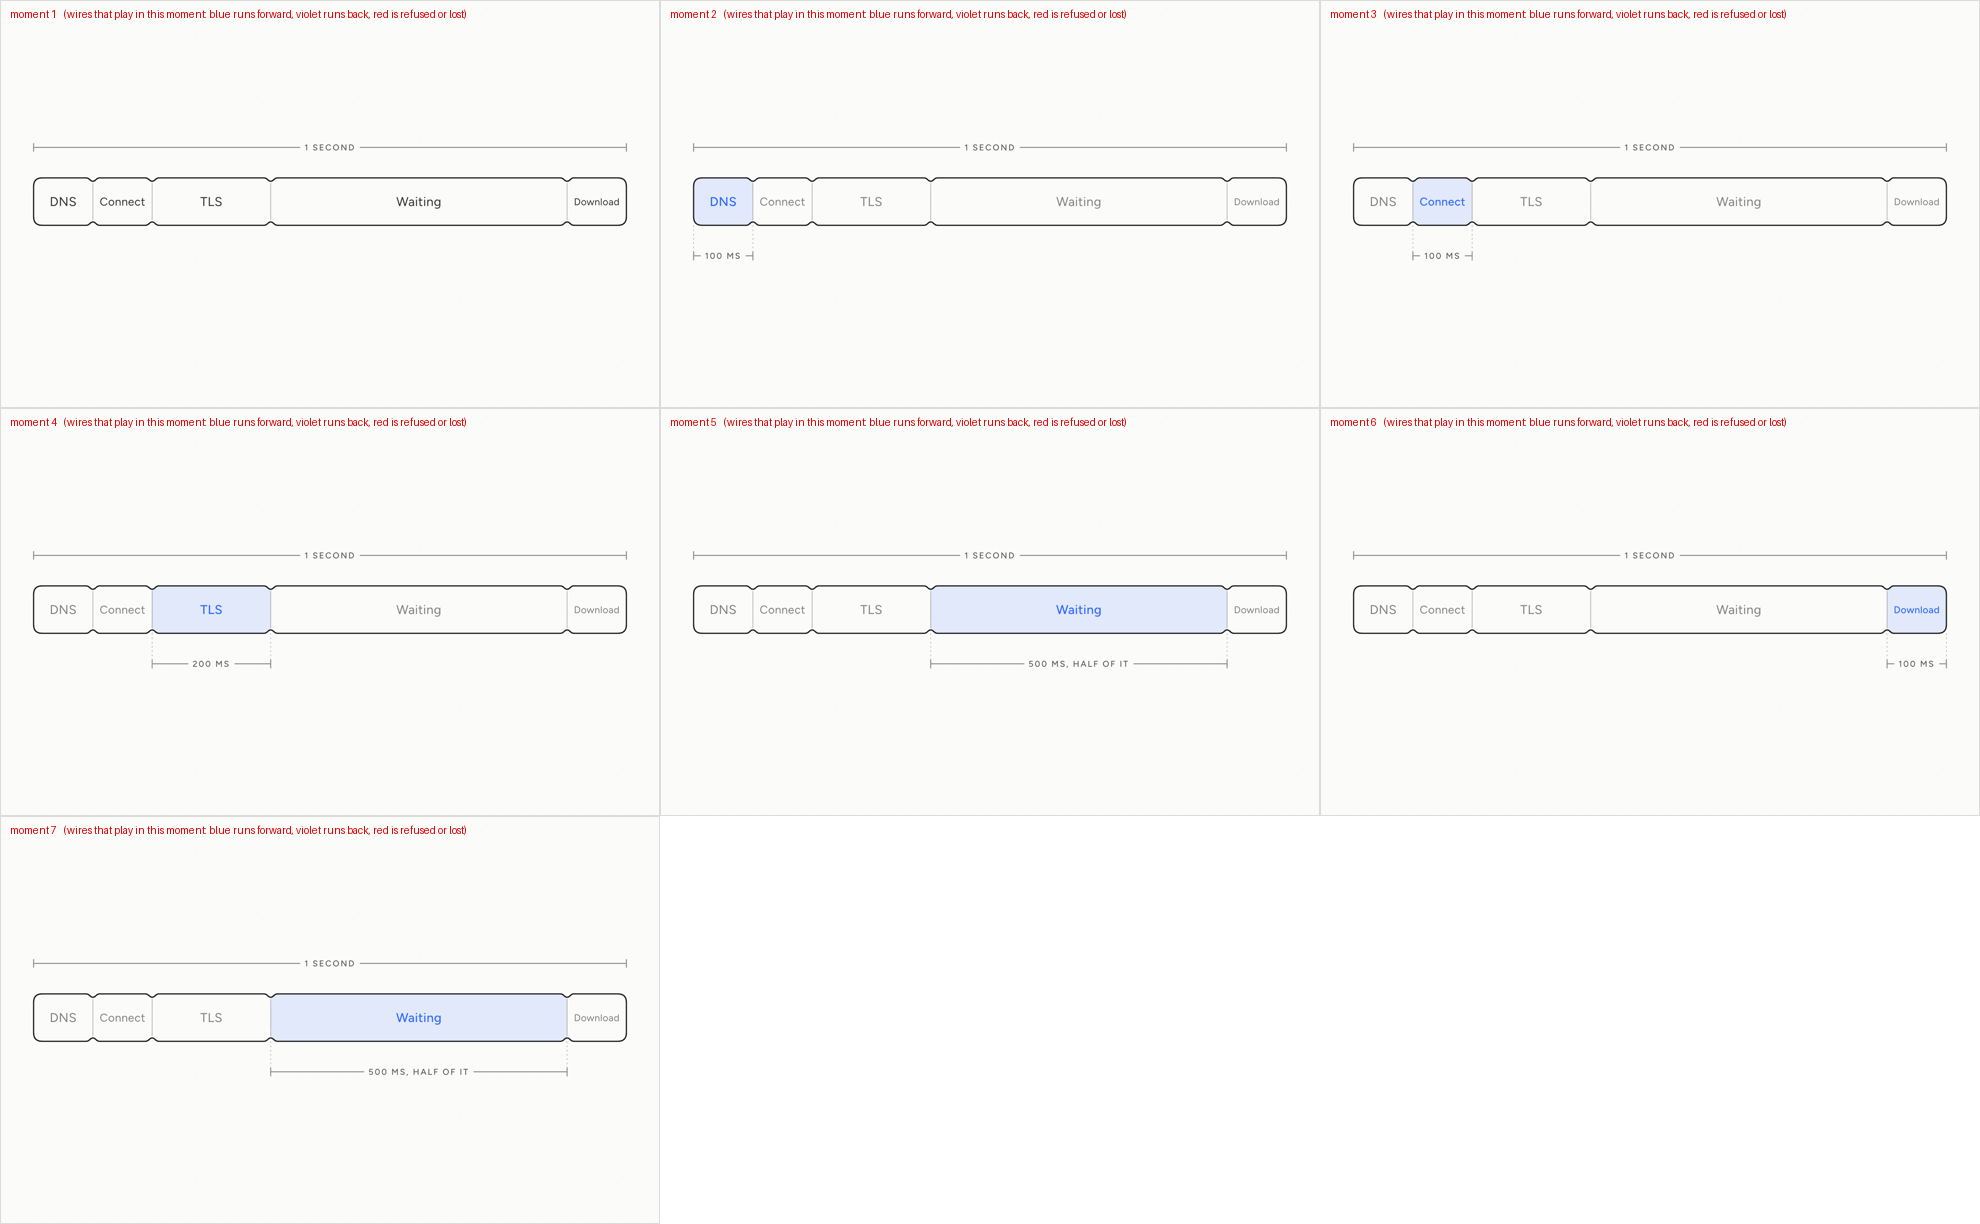 moment 1 (wires that play in this moment: blue runs forward, violet runs back, red is refused or lost)
1 SECOND
DNS Connect TLS Waiting Download
moment 2 (wires that play in this moment: blue runs forward, violet runs back, red is refused or lost)
1 SECOND
DNS Connect TLS Waiting Download
100 MS
moment 3 (wires that play in this moment: blue runs forward, violet runs back, red is refused or lost)
1 SECOND
DNS Connect TLS Waiting Download
100 MS
moment 4 (wires that play in this moment: blue runs forward, violet runs back, red is refused or lost)
1 SECOND
DNS Connect TLS Waiting Download
200 MS
moment 5 (wires that play in this moment: blue runs forward, violet runs back, red is refused or lost)
1 SECOND
DNS Connect TLS Waiting Download
500 MS, HALF OF IT
moment 6 (wires that play in this moment: blue runs forward, violet runs back, red is refused or lost)
1 SECOND
DNS Connect TLS Waiting Download
100 MS
moment 7 (wires that play in this moment: blue runs forward, violet runs back, red is refused or lost)
1 SECOND
DNS Connect TLS Waiting Download
500 MS, HALF OF IT